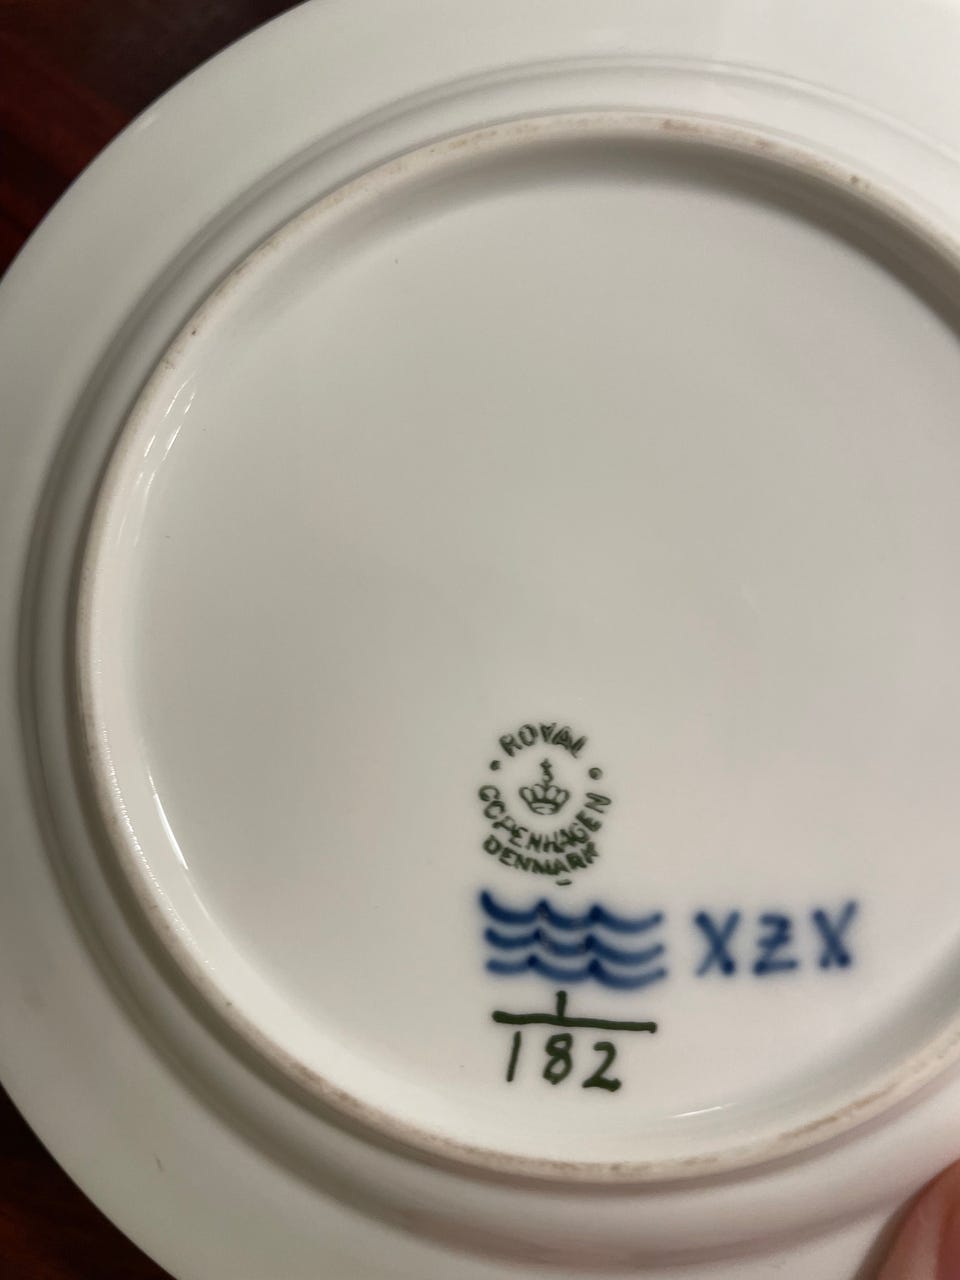 ROYAL
COPENHAGEN
DENMARK
XZX
1
182